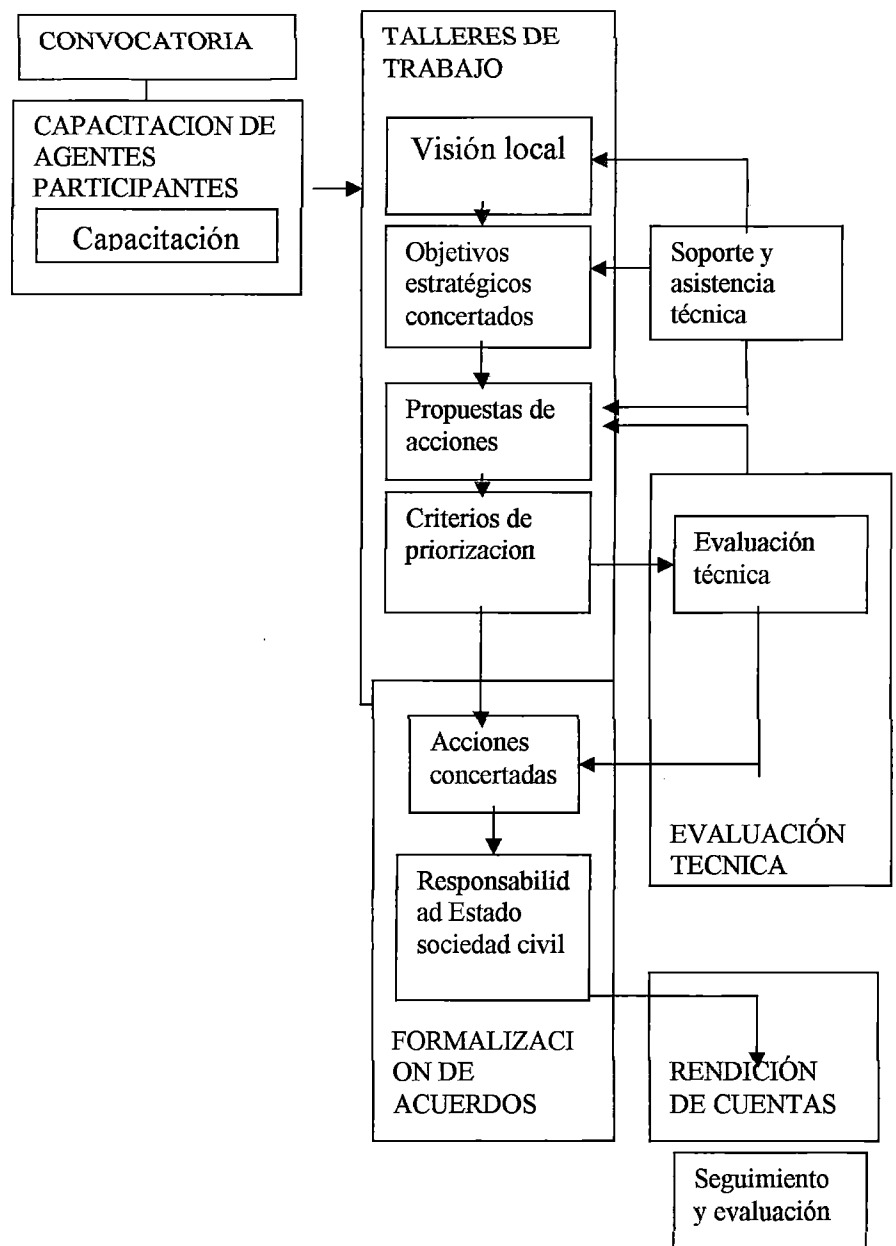 CONVOCATORIA
CAPACITACION DE
AGENTES
PARTICIPANTES
Capacitación
TALLERES DE
TRABAJO
Visión local
Objetivos
estratégicos
concertados
Soporte y
asistencia
técnica
Propuestas de
acciones
Criterios de
priorizacion
Evaluación
técnica
EVALUACIÓN
TECNICA
Acciones
concertadas
Responsabilid
ad Estado
sociedad civil
FORMALIZACI
ON DE
ACUERDOS
RENDICIÓN
DE CUENTAS
Seguimiento
y evaluación